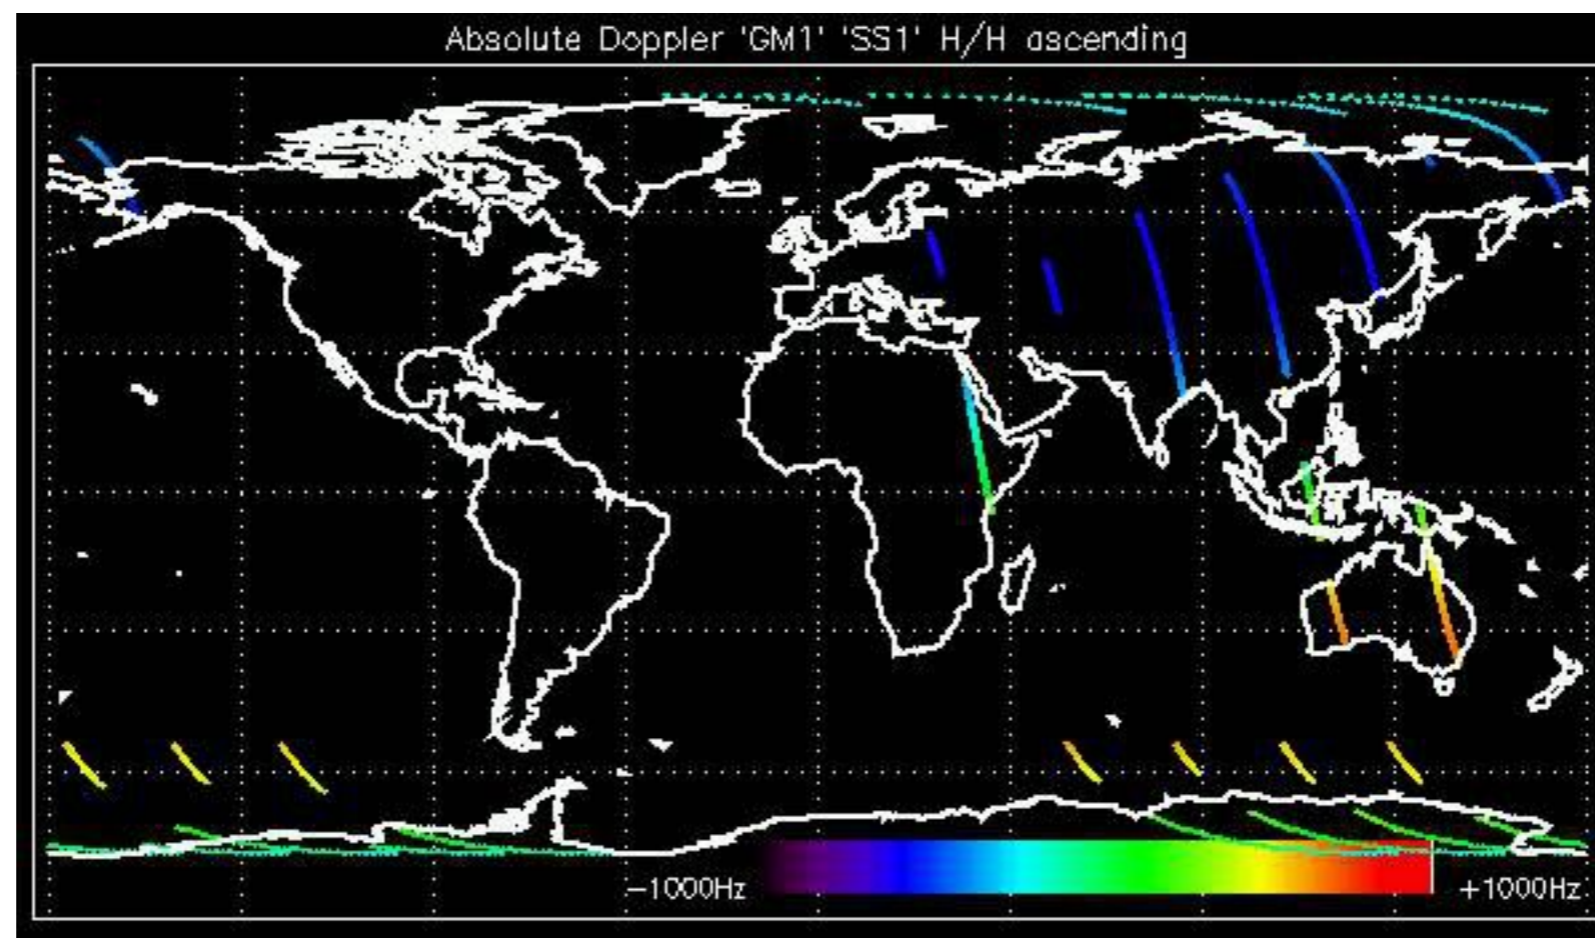 Absolute Doppler 'GM1' 'SS1' H/H ascending
-1000Hz +1000Hz